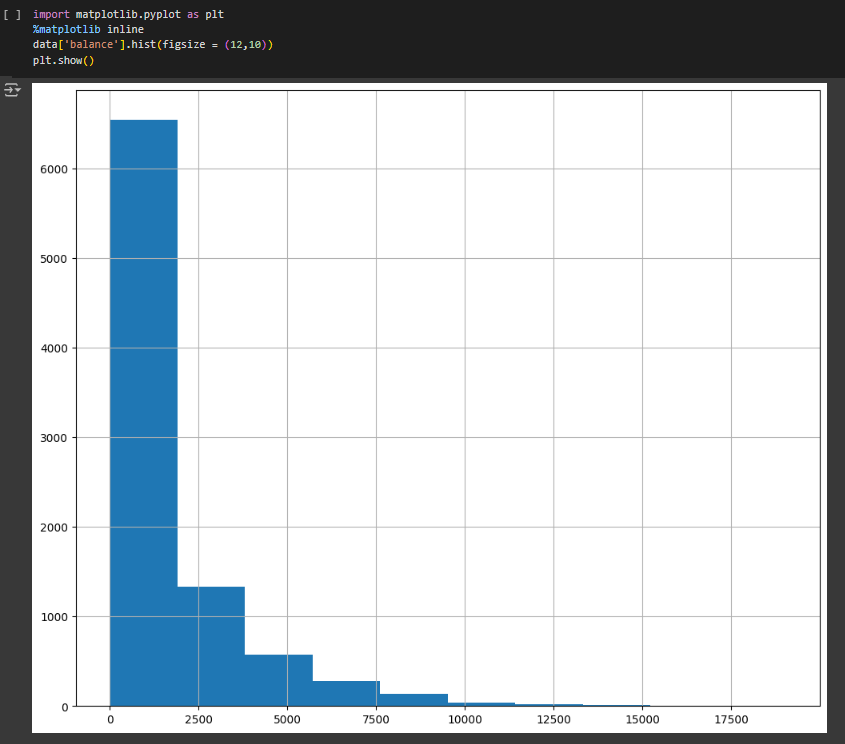 [ ] import matplotlib.pyplot as plt
%matplotlib inline
data['balance'].hist(figsize = (12,10))
plt.show()
6000
5000
4000
3000
2000
1000
0
0 2500 5000 7500 10000 12500 15000 17500